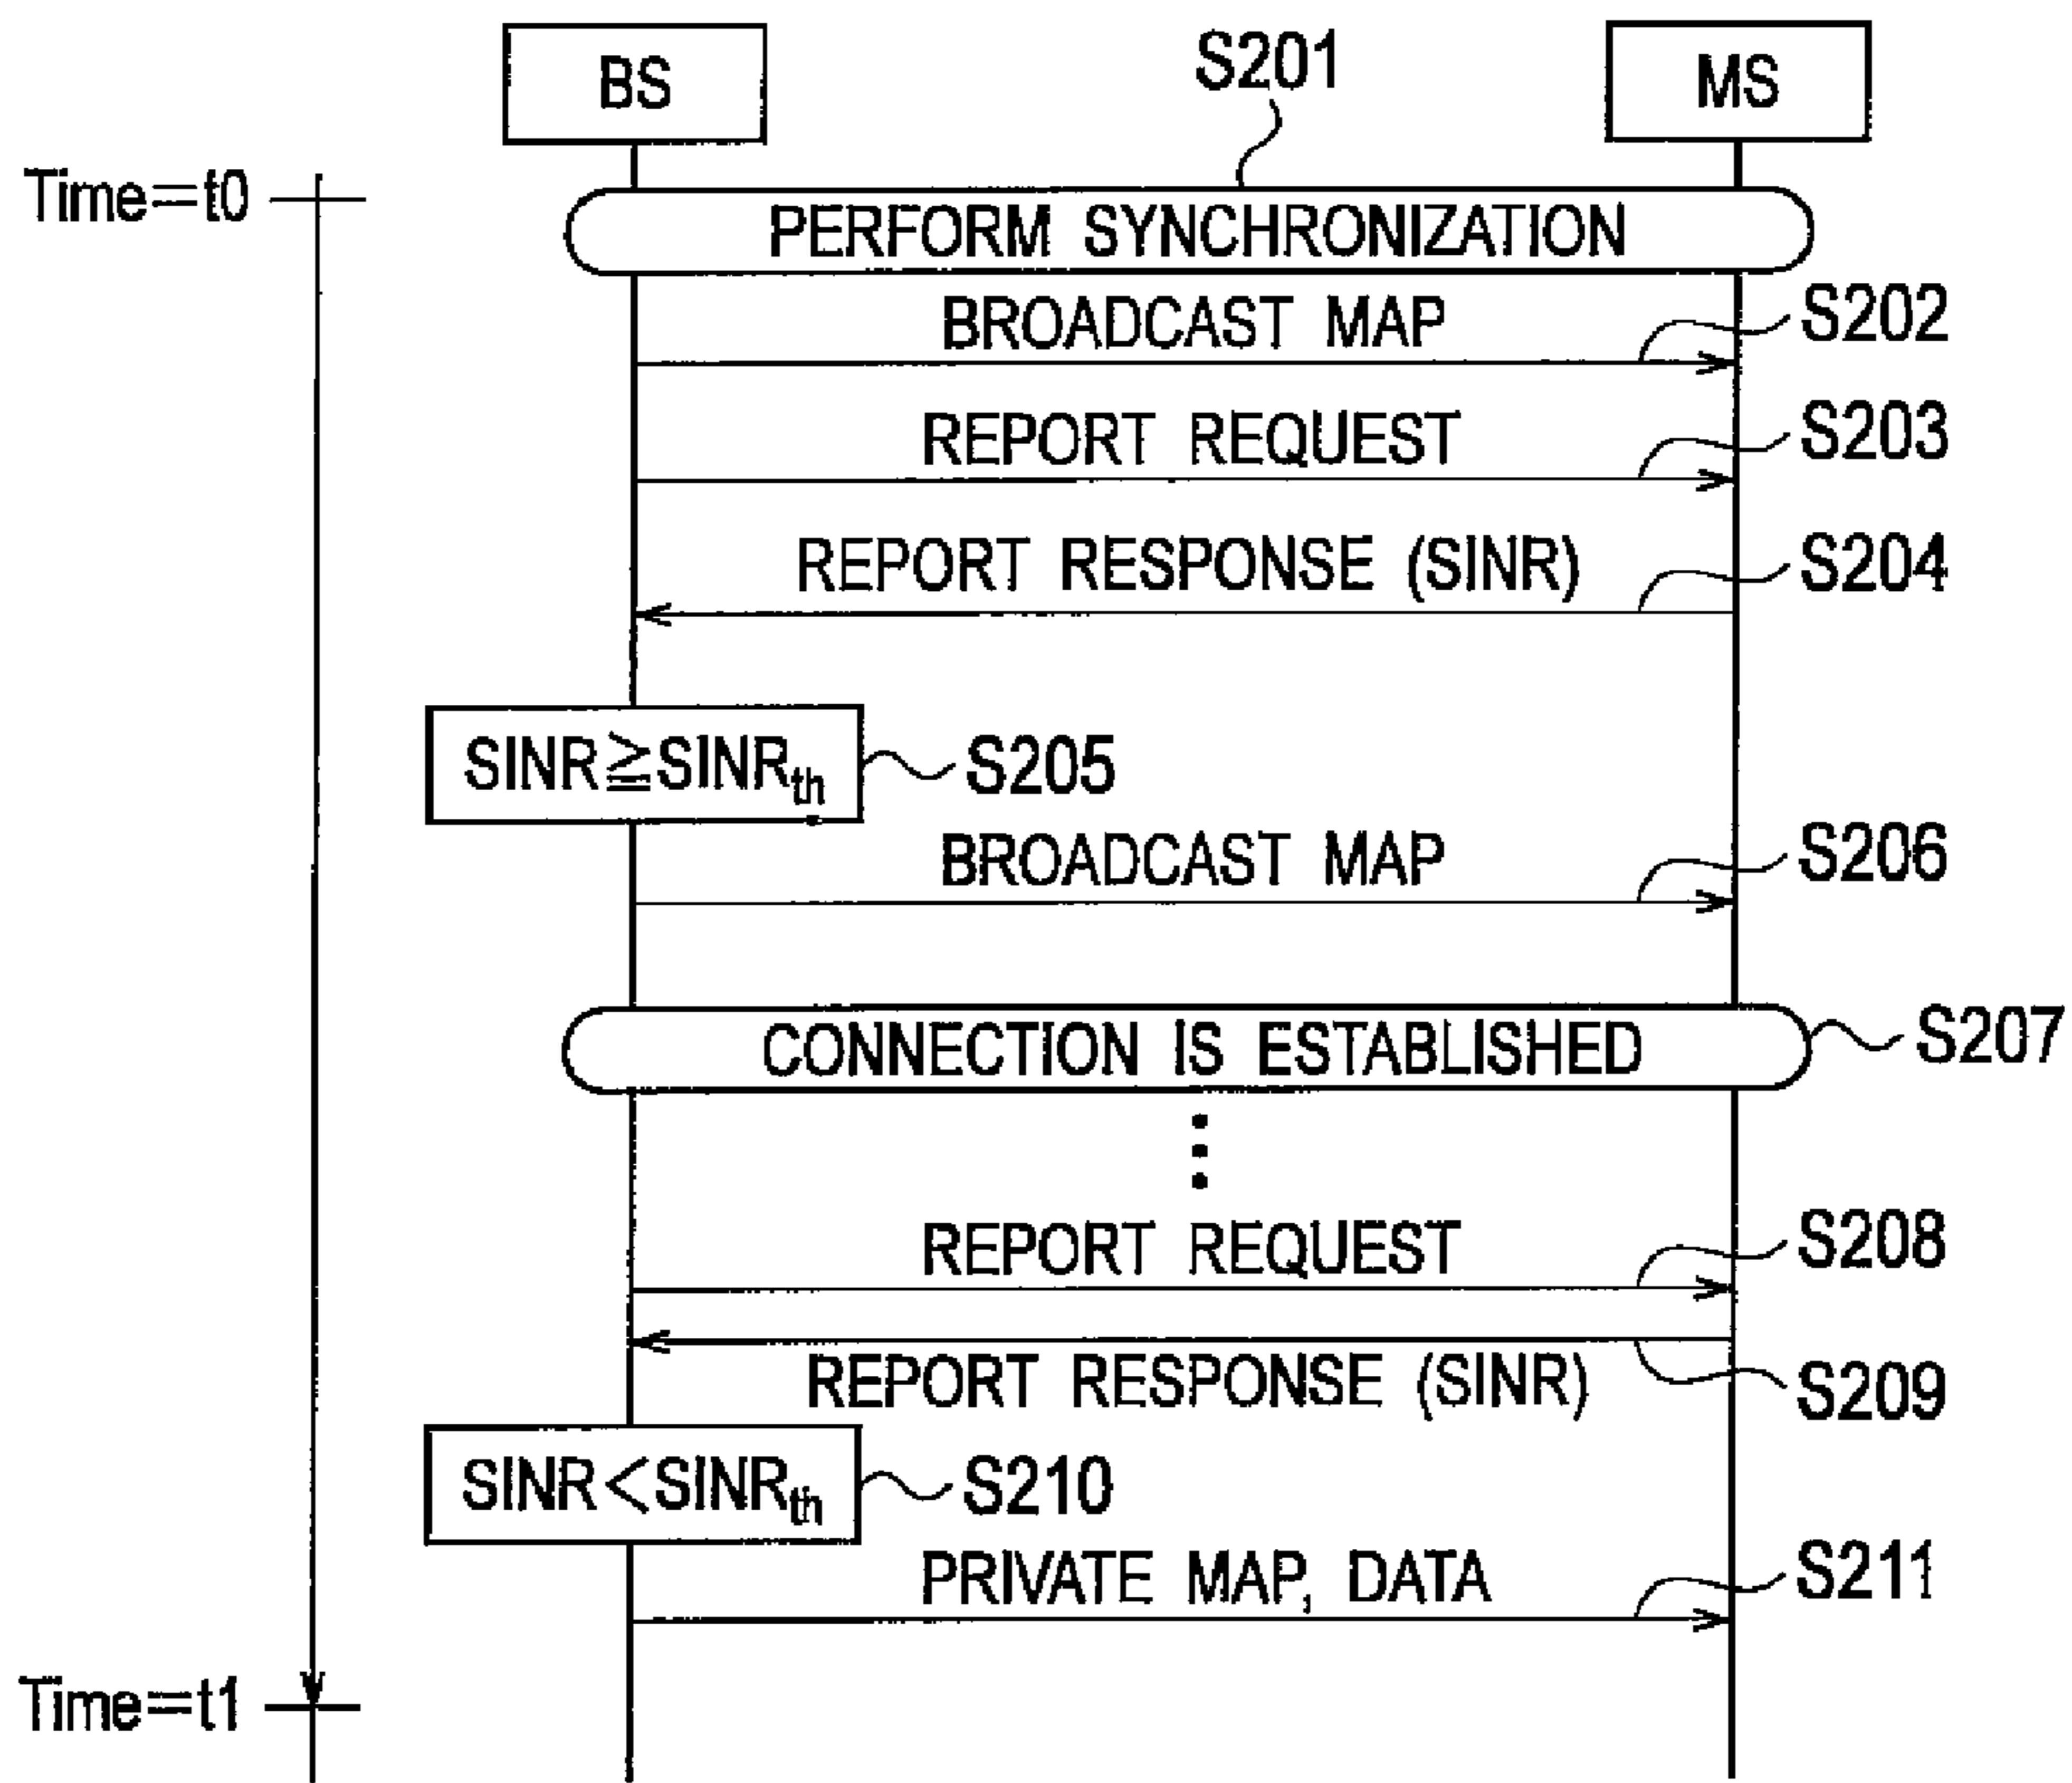 BS
S201
MS
Time=t0
PERFORM SYNCHRONIZATION
BROADCAST MAP
S202
REPORT REQUEST
S203
REPORT RESPONSE (SINR)
S204
SINR≧SINRth
S205
BROADCAST MAP
S206
CONNECTION IS ESTABLISHED
S207
REPORT REQUEST
S208
REPORT RESPONSE (SINR)
S209
SINR<SINRth
S210
PRIVATE MAP, DATA
S211
Time=t1